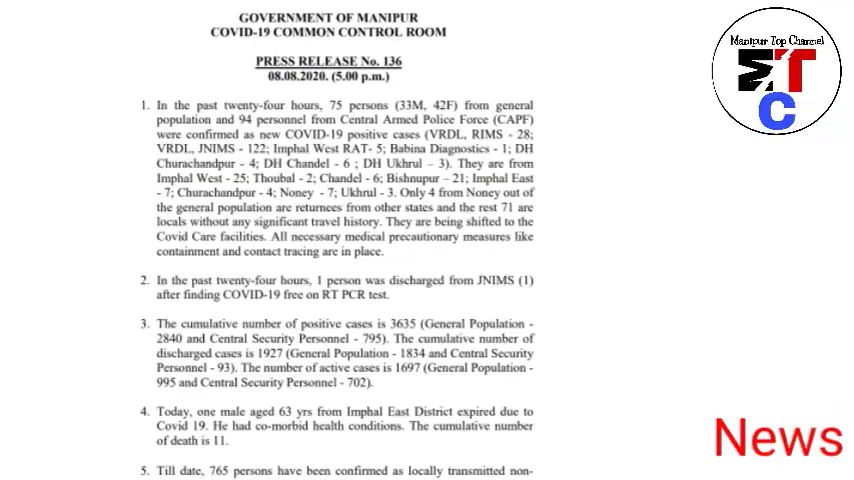 GOVERNMENT OF MANIPUR
COVID-19 COMMON CONTROL ROOM
PRESS RELEASE No. 136
08.08.2020. (5.00 p.m.)
1. In the past twenty-four hours, 75 persons (33M, 42F) from general
population and 94 personnel from Central Armed Police Force (CAPF)
were confirmed as new COVID-19 positive cases (VRDL, RIMS - 28;
VRDL, JNIMS - 122; Imphal West RAT- 5; Babina Diagnostics - 1; DH
Churachandpur - 4; DH Chandel - 6 ; DH Ukhrul – 3). They are from
Imphal West - 25; Thoubal - 2; Chandel - 6; Bishnupur – 21; Imphal East
- 7; Churachandpur - 4; Noney - 7; Ukhrul - 3. Only 4 from Noney out of
the general population are returnees from other states and the rest 71 are
locals without any significant travel history. They are being shifted to the
Covid Care facilities. All necessary medical precautionary measures like
containment and contact tracing are in place.
2. In the past twenty-four hours, 1 person was discharged from JNIMS (1)
after finding COVID-19 free on RT PCR test.
3. The cumulative number of positive cases is 3635 (General Population -
2840 and Central Security Personnel - 795). The cumulative number of
discharged cases is 1927 (General Population - 1834 and Central Security
Personnel - 93). The number of active cases is 1697 (General Population -
995 and Central Security Personnel - 702).
4. Today, one male aged 63 yrs from Imphal East District expired due to
Covid 19. He had co-morbid health conditions. The cumulative number
of death is 11.
5. Till date, 765 persons have been confirmed as locally transmitted non-
Manipur Top Channel
MTC
News